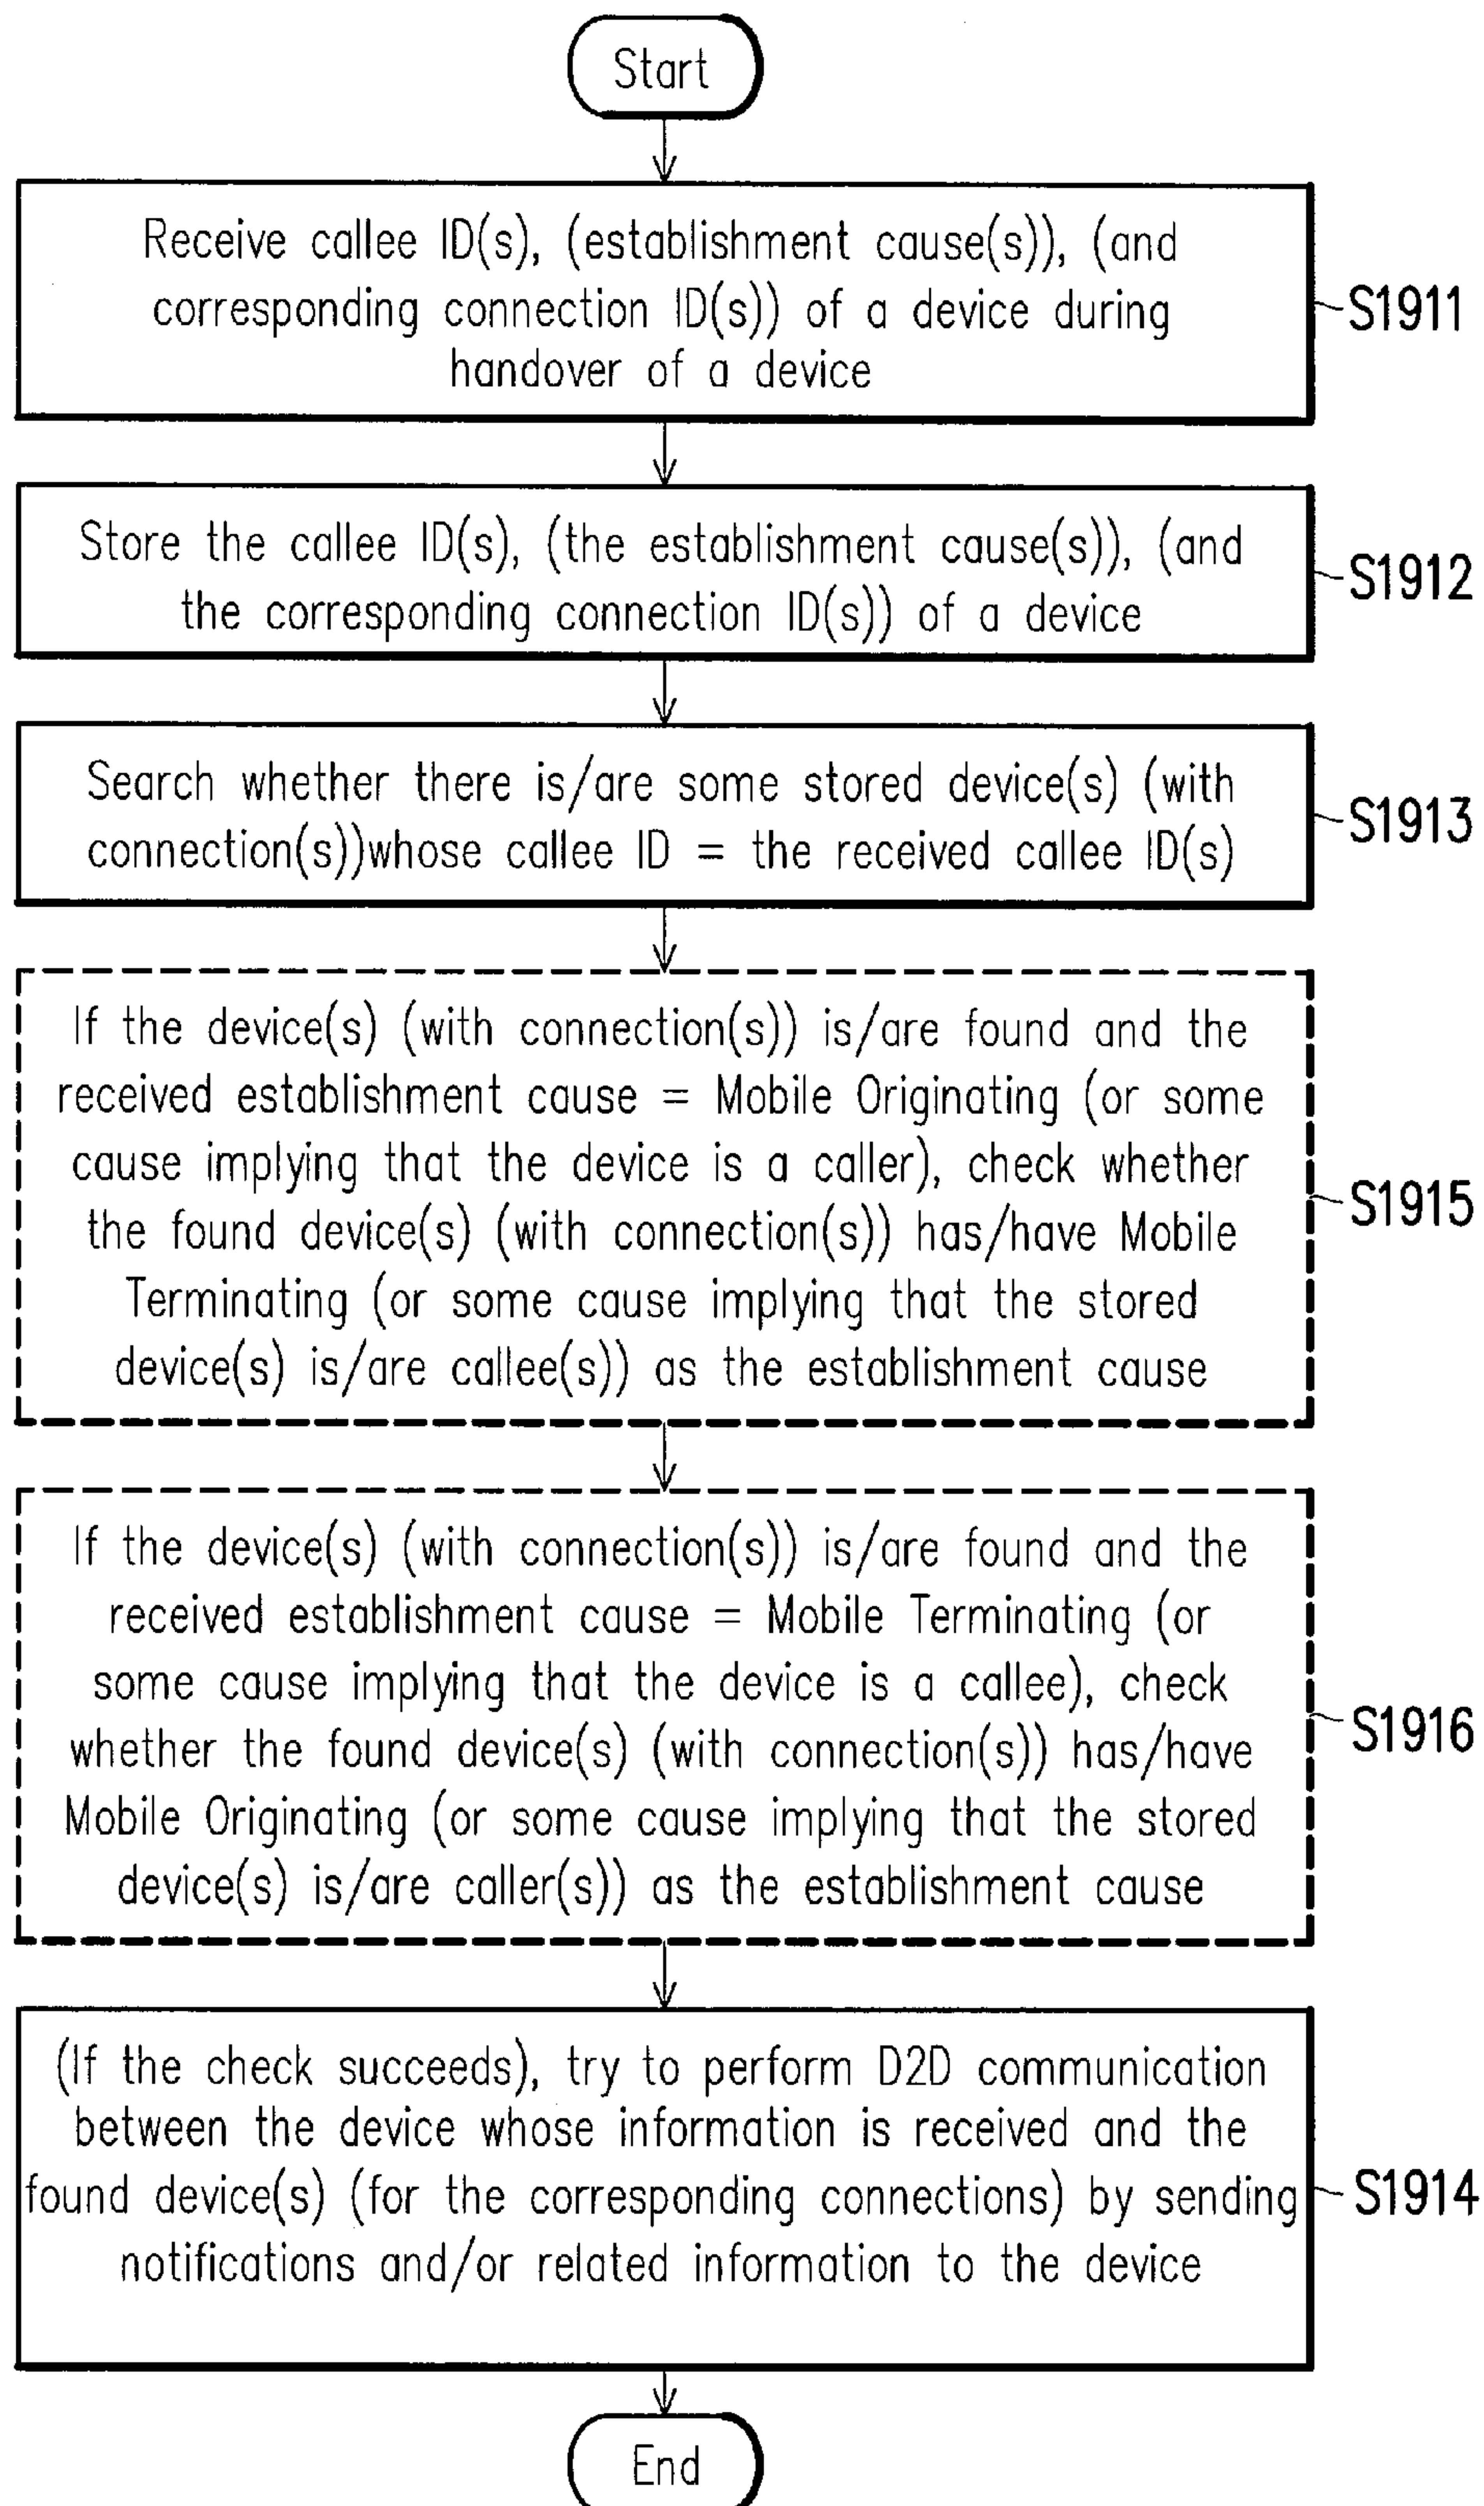 Start
Receive callee ID(s), (establishment cause(s)), (and
corresponding connection ID(s)) of a device during
handover of a device
S1911
Store the callee ID(s), (the establishment cause(s)), (and
the corresponding connection ID(s)) of a device
S1912
Search whether there is/are some stored device(s) (with
connection(s))whose callee ID = the received callee ID(s)
S1913
If the device(s) (with connection(s)) is/are found and the
received establishment cause = Mobile Originating (or some
cause implying that the device is a caller), check whether
the found device(s) (with connection(s)) has/have Mobile
Terminating (or some cause implying that the stored
device(s) is/are callee(s)) as the establishment cause
S1915
If the device(s) (with connection(s)) is/are found and the
received establishment cause = Mobile Terminating (or
some cause implying that the device is a callee), check
whether the found device(s) (with connection(s)) has/have
Mobile Originating (or some cause implying that the stored
device(s) is/are caller(s)) as the establishment cause
S1916
(If the check succeeds), try to perform D2D communication
between the device whose information is received and the
found device(s) (for the corresponding connections) by sending
notifications and/or related information to the device
S1914
End